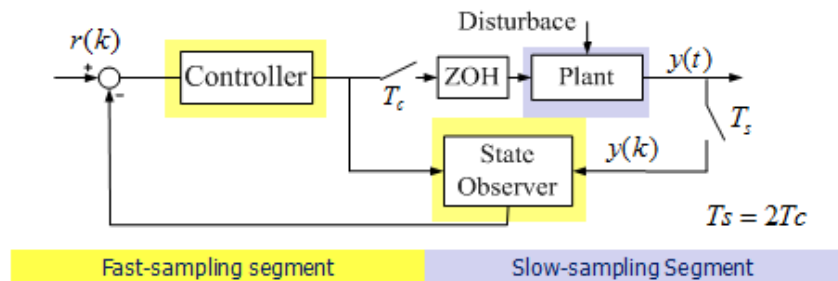 Disturbace
r(k)
+
-
Controller
T_c
ZOH
Plant
y(t)
T_s
y(k)
State
Observer
Ts = 2Tc
Fast-sampling segment
Slow-sampling Segment